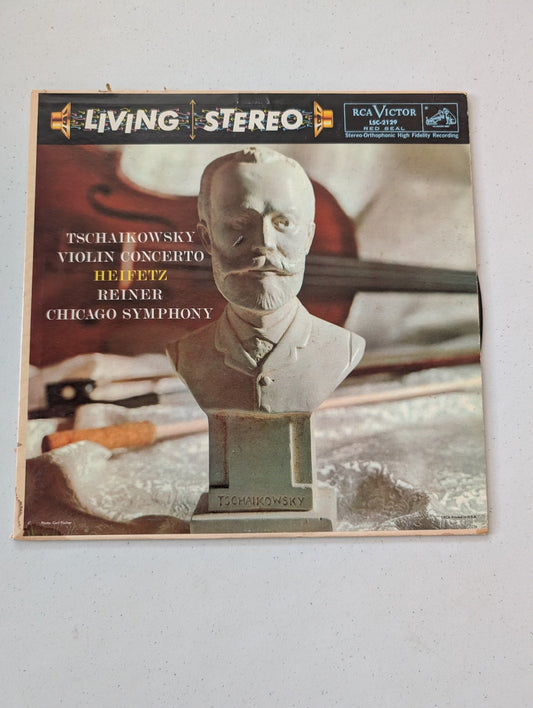 LIVING STEREO
RCA VICTOR
LSC-2129
RED SEAL
Stereo-Orthophonic High Fidelity Recording
TSCHAIKOWSKY
VIOLIN CONCERTO
HEIFETZ
REINER
CHICAGO SYMPHONY
TSCHAIKOWSKY